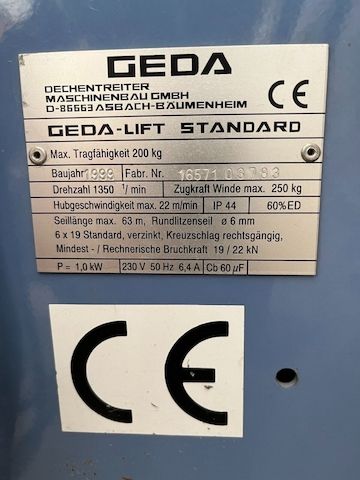 GEDA
DECHENTREITER
MASCHINENBAU GMBH
D-86663 ASBACH-BÄUMENHEIM
CE
GEDA-LIFT STANDARD
Max. Tragfähigkeit 200 kg
Baujahr 1999 Fabr. Nr. 16571 03793
Drehzahl 1350 ¹/min Zugkraft Winde max. 250 kg
Hubgeschwindigkeit max. 22 m/min IP 44 60%ED
Seillänge max. 63 m, Rundlitzenseil ø 6 mm
6 x 19 Standard, verzinkt, Kreuzschlag rechtsgängig,
Mindest - / Rechnerische Bruchkraft 19 / 22 kN
P = 1,0 kW 230 V 50 Hz 6,4 A Cb 60 µF
CE